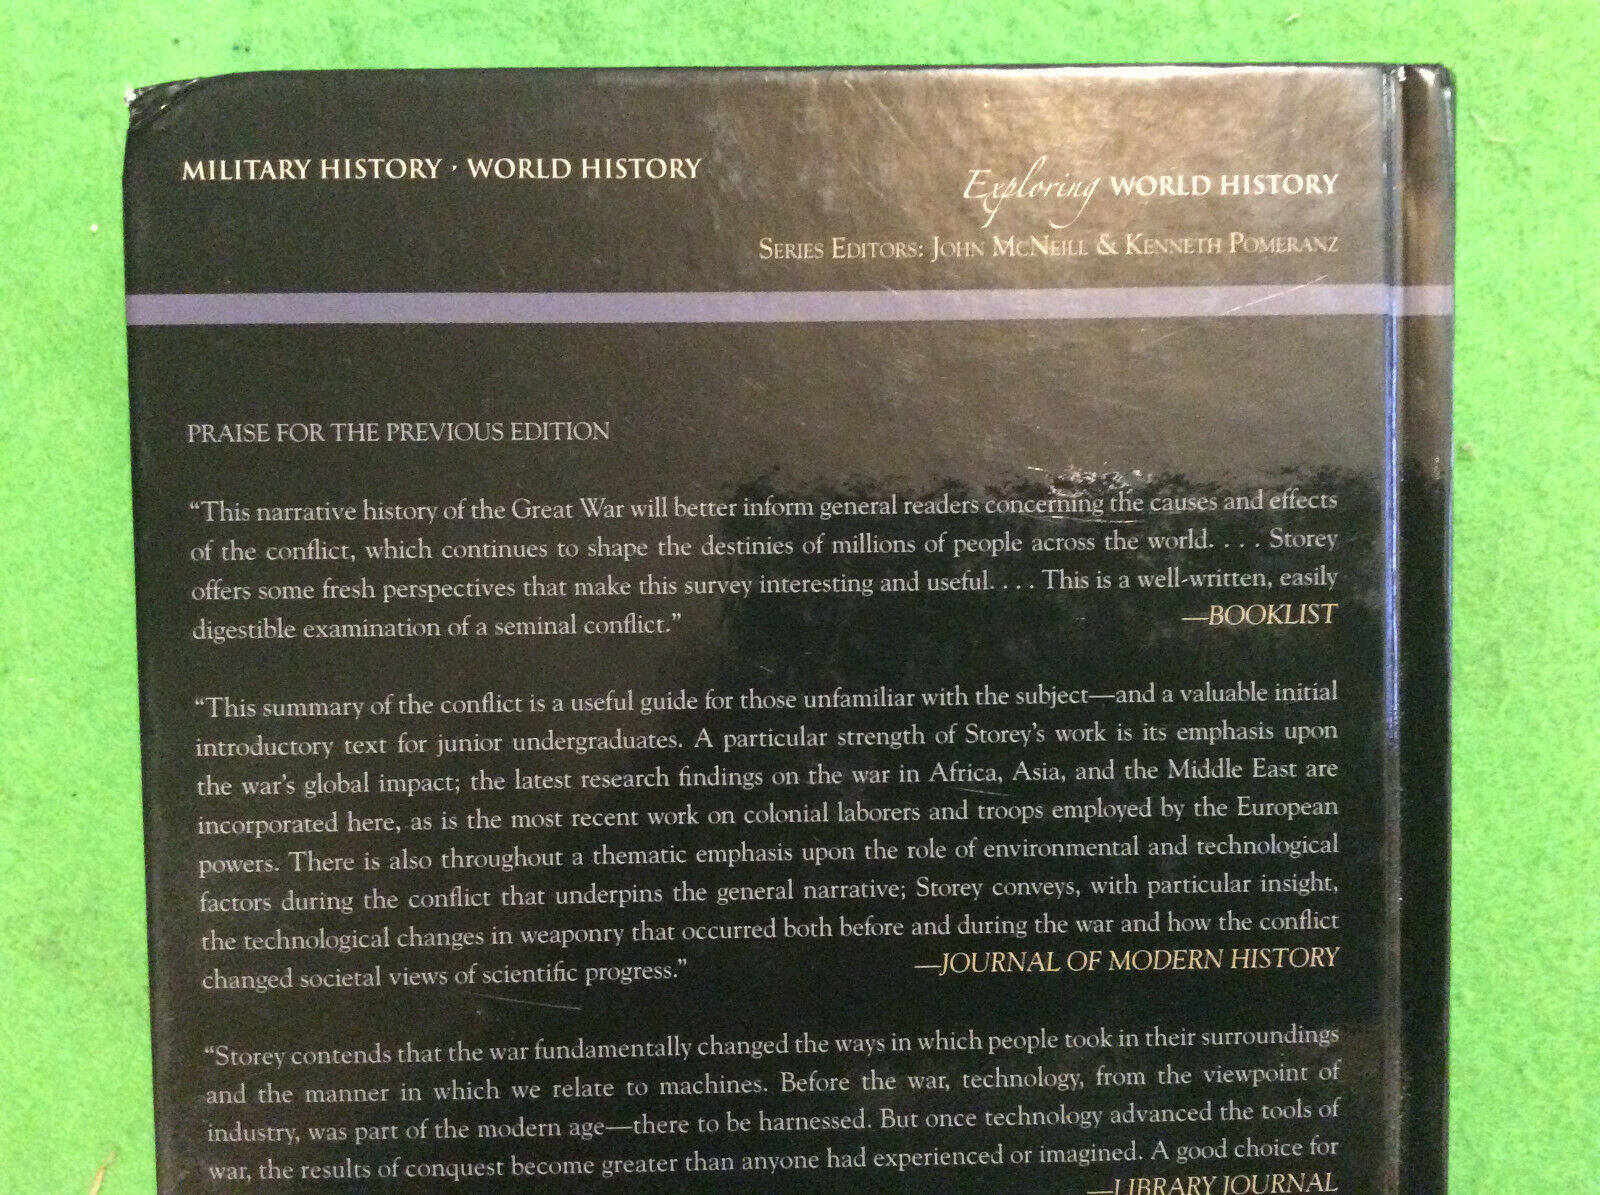 MILITARY HISTORY · WORLD HISTORY
Exploring WORLD HISTORY
SERIES EDITORS: JOHN MCNEILL & KENNETH POMERANZ
PRAISE FOR THE PREVIOUS EDITION
“This narrative history of the Great War will better inform general readers concerning the causes and effects
of the conflict, which continues to shape the destinies of millions of people across the world. . . . Storey
offers some fresh perspectives that make this survey interesting and useful. . . . This is a well-written, easily
digestible examination of a seminal conflict.” —BOOKLIST
“This summary of the conflict is a useful guide for those unfamiliar with the subject—and a valuable initial
introductory text for junior undergraduates. A particular strength of Storey’s work is its emphasis upon
the war’s global impact; the latest research findings on the war in Africa, Asia, and the Middle East are
incorporated here, as is the most recent work on colonial laborers and troops employed by the European
powers. There is also throughout a thematic emphasis upon the role of environmental and technological
factors during the conflict that underpins the general narrative; Storey conveys, with particular insight,
the technological changes in weaponry that occurred both before and during the war and how the conflict
changed societal views of scientific progress.” —JOURNAL OF MODERN HISTORY
“Storey contends that the war fundamentally changed the ways in which people took in their surroundings
and the manner in which we relate to machines. Before the war, technology, from the viewpoint of
industry, was part of the modern age—there to be harnessed. But once technology advanced the tools of
war, the results of conquest become greater than anyone had experienced or imagined. A good choice for
—LIBRARY JOURNAL